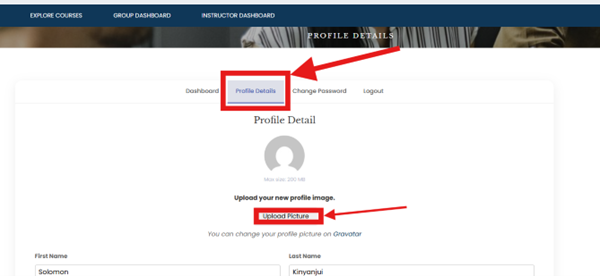 EXPLORE COURSES GROUP DASHBOARD INSTRUCTOR DASHBOARD
PROFILE DETAILS
Dashboard Profile Details Change Password Logout
Profile Detail
Max size: 200 MB
Upload your new profile image.
Upload Picture
You can change your profile picture on Gravatar
First Name Last Name
Solomon Kinyanjui